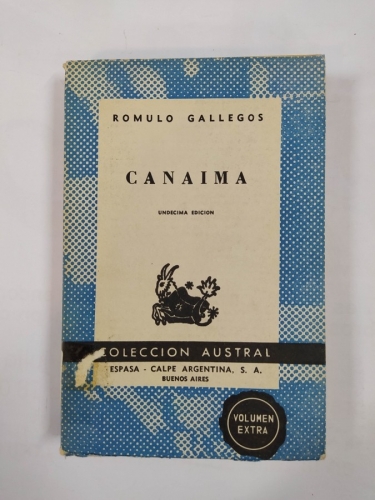 ROMULO GALLEGOS
CANAIMA
UNDECIMA EDICION
COLECCION AUSTRAL
ESPASA - CALPE ARGENTINA, S. A.
BUENOS AIRES
VOLUMEN
EXTRA